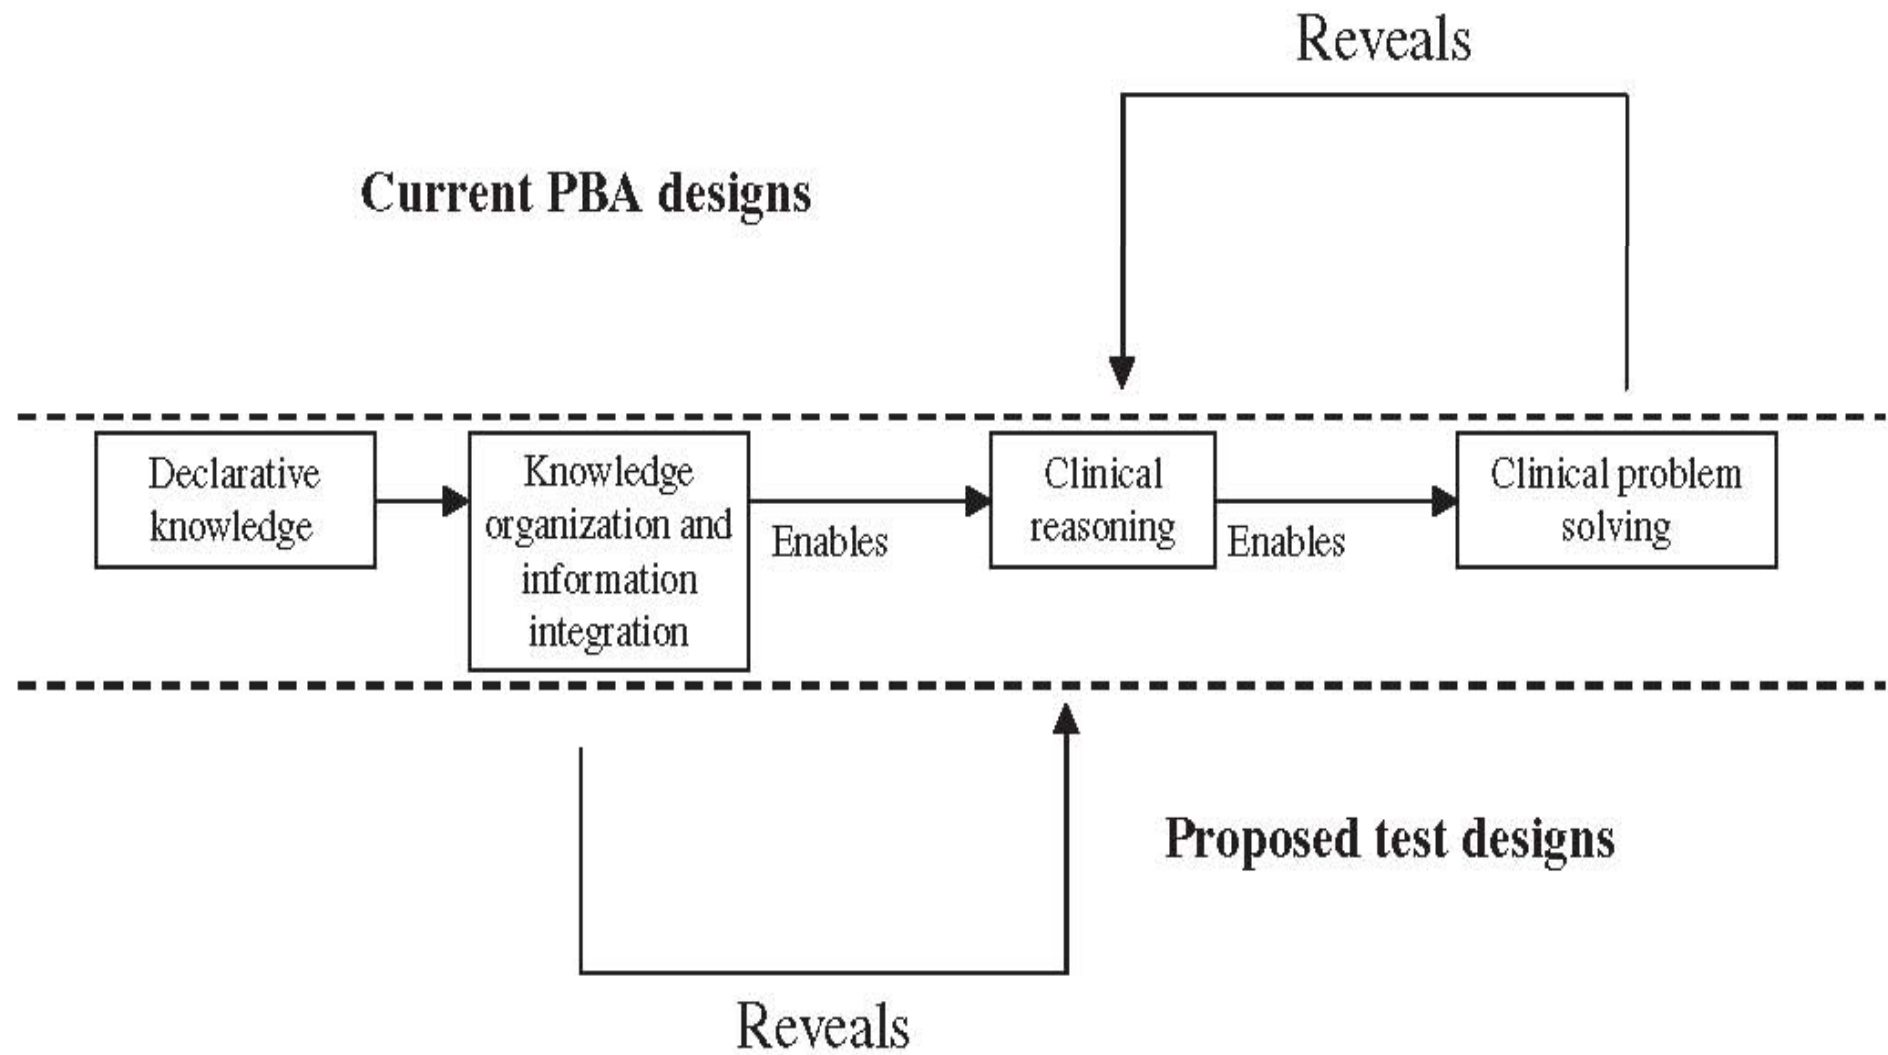 Reveals
Current PBA designs
Declarative
knowledge
Knowledge
organization and
information
integration
Enables
Clinical
reasoning
Enables
Clinical problem
solving
Proposed test designs
Reveals